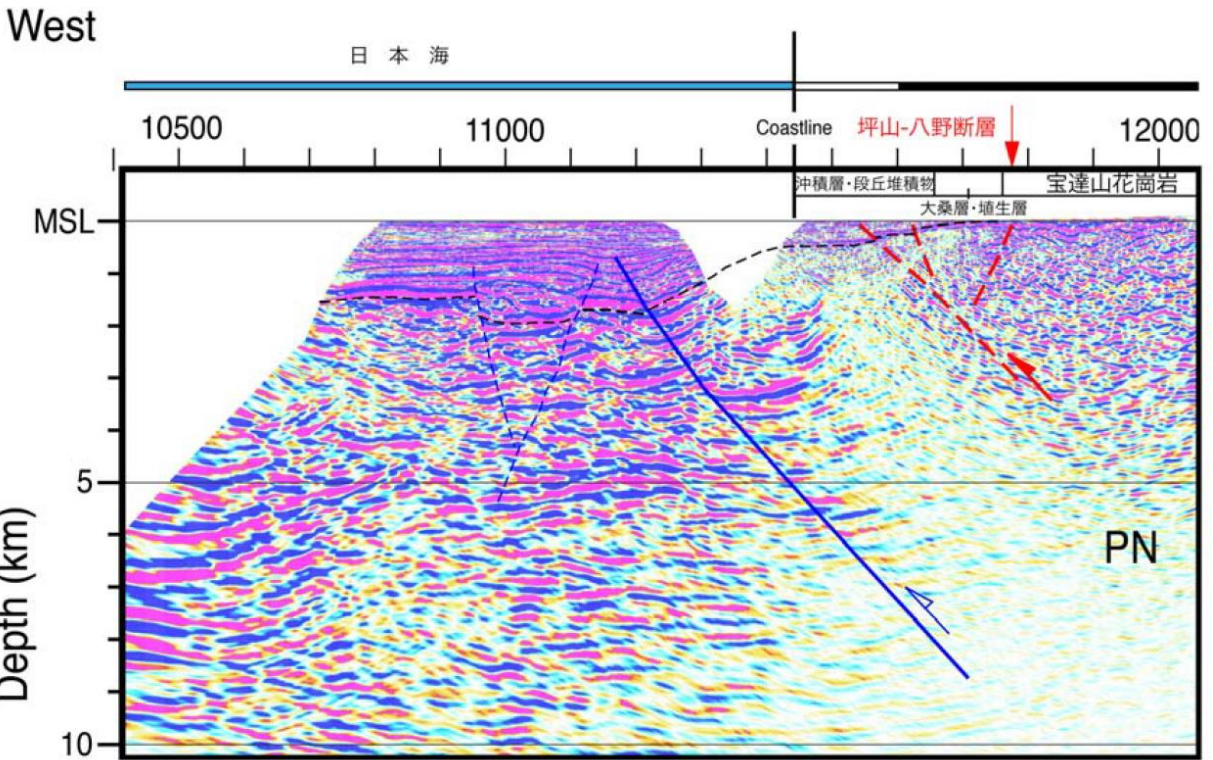 West
日本海
10500
11000
Coastline
坪山-八野断層
12000
沖積層・段丘堆積物
宝達山花崗岩
大桑層・埴生層
MSL
5
PN
Depth (km)
10